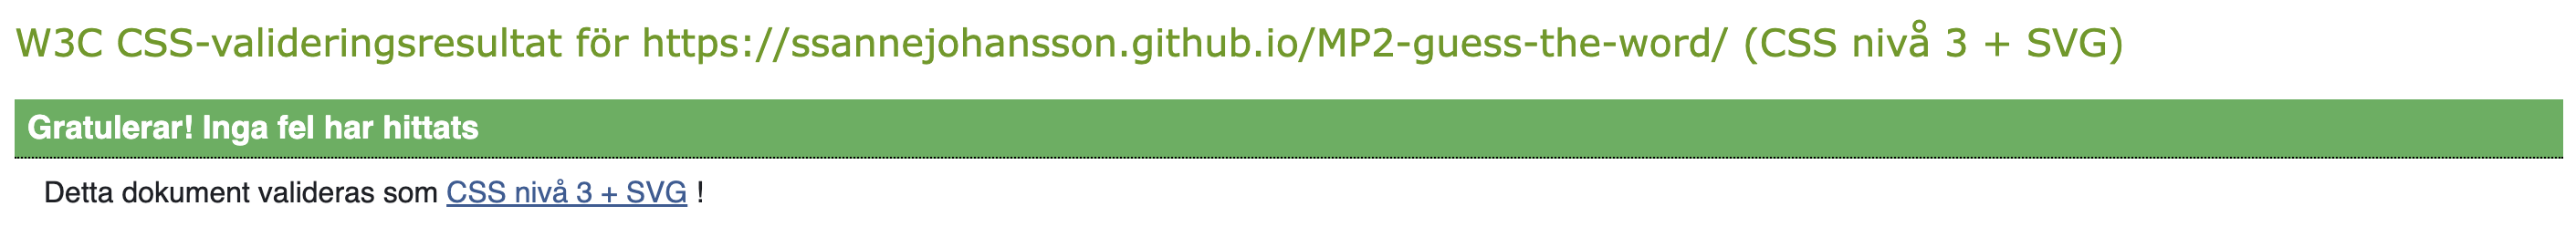 W3C CSS-valideringsresultat för https://ssannejohansson.github.io/MP2-guess-the-word/ (CSS nivå 3 + SVG)
Gratulerar! Inga fel har hittats
Detta dokument valideras som CSS nivå 3 + SVG !